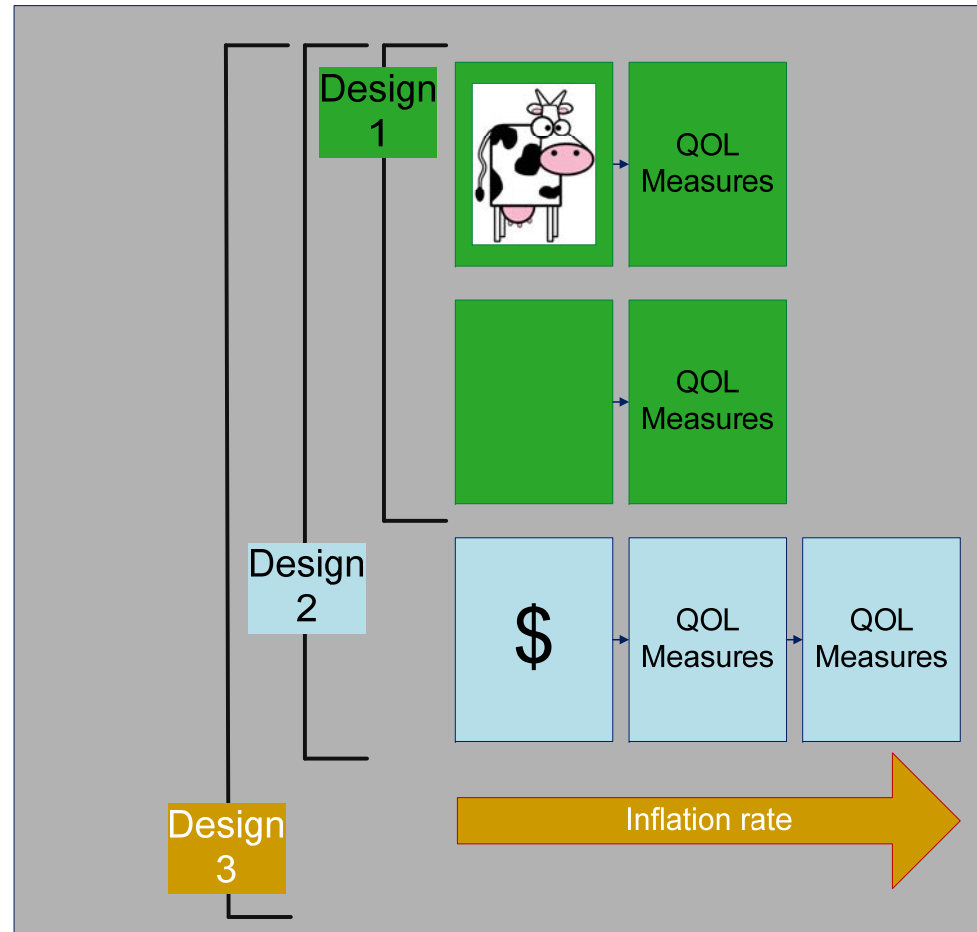 Design
1
QOL
Measures
QOL
Measures
Design
2
$
QOL
Measures
QOL
Measures
Inflation rate
Design
3